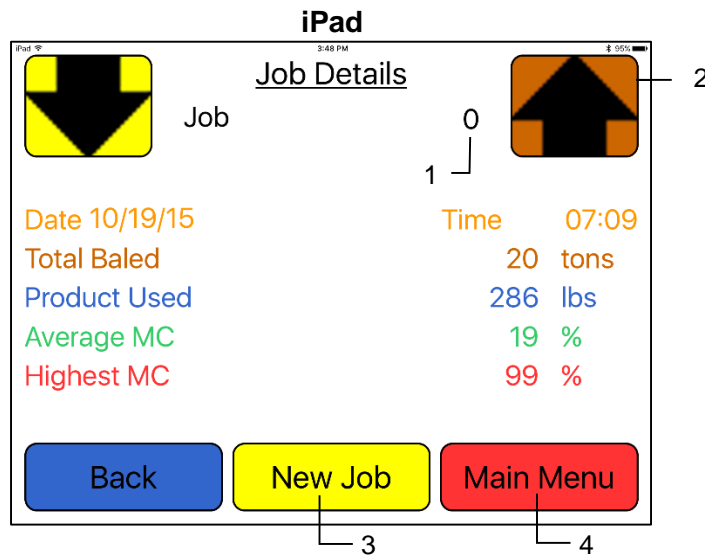 iPad
iPad 3:48 PM 95%
Job Details
2
Job 0
1
Date 10/19/15 Time 07:09
Total Baled 20 tons
Product Used 286 lbs
Average MC 19 %
Highest MC 99 %
Back New Job Main Menu
3 4